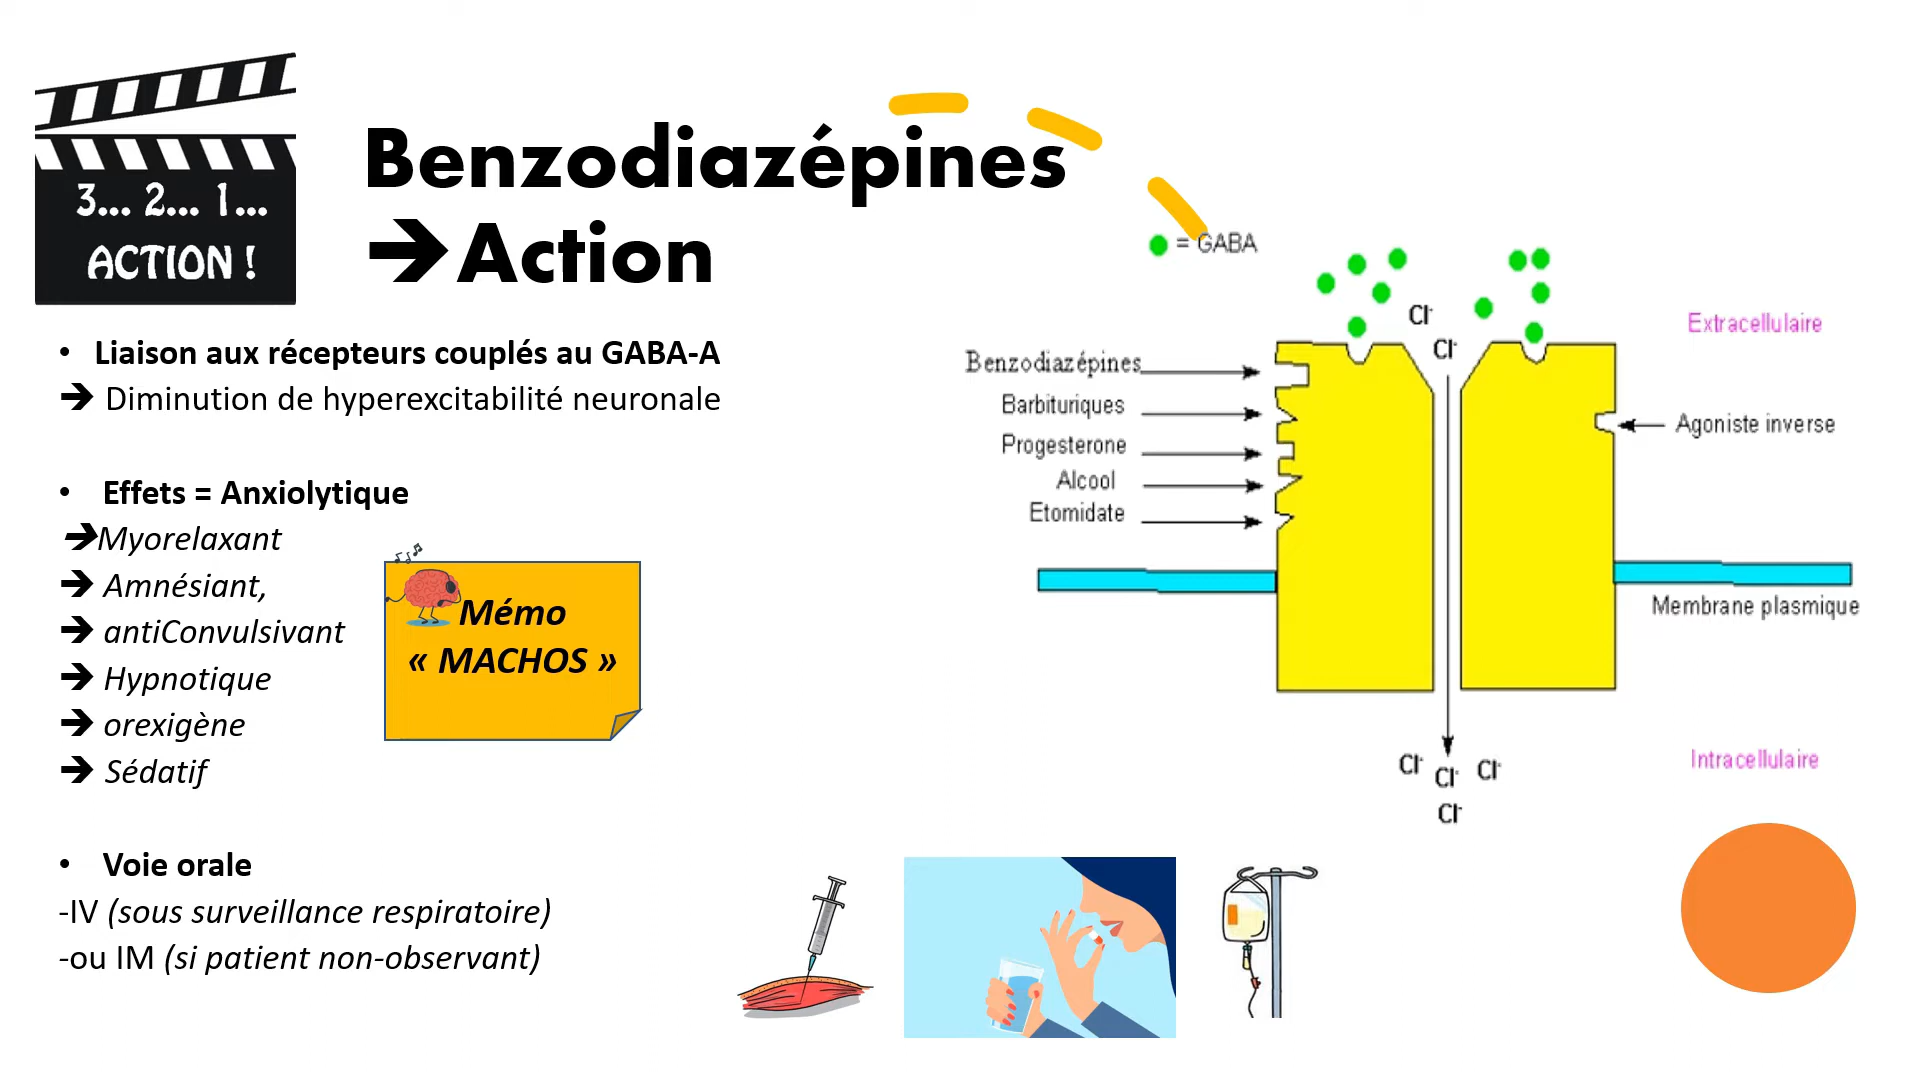 3... 2... 1...
ACTION !
Benzodiazépines
➔Action
• Liaison aux récepteurs couplés au GABA-A
➔ Diminution de hyperexcitabilité neuronale
• Effets = Anxiolytique
➔Myorelaxant
➔ Amnésiant,
➔ antiConvulsivant
➔ Hypnotique
➔ orexigène
➔ Sédatif
Mémo
« MACHOS »
• Voie orale
-IV (sous surveillance respiratoire)
-ou IM (si patient non-observant)
= GABA
Cl-
Cl-
Extracellulaire
Benzodiazépines
Barbituriques
Progesterone
Alcool
Etomidate
Agoniste inverse
Membrane plasmique
Intracellulaire
Cl- Cl- Cl-
Cl-